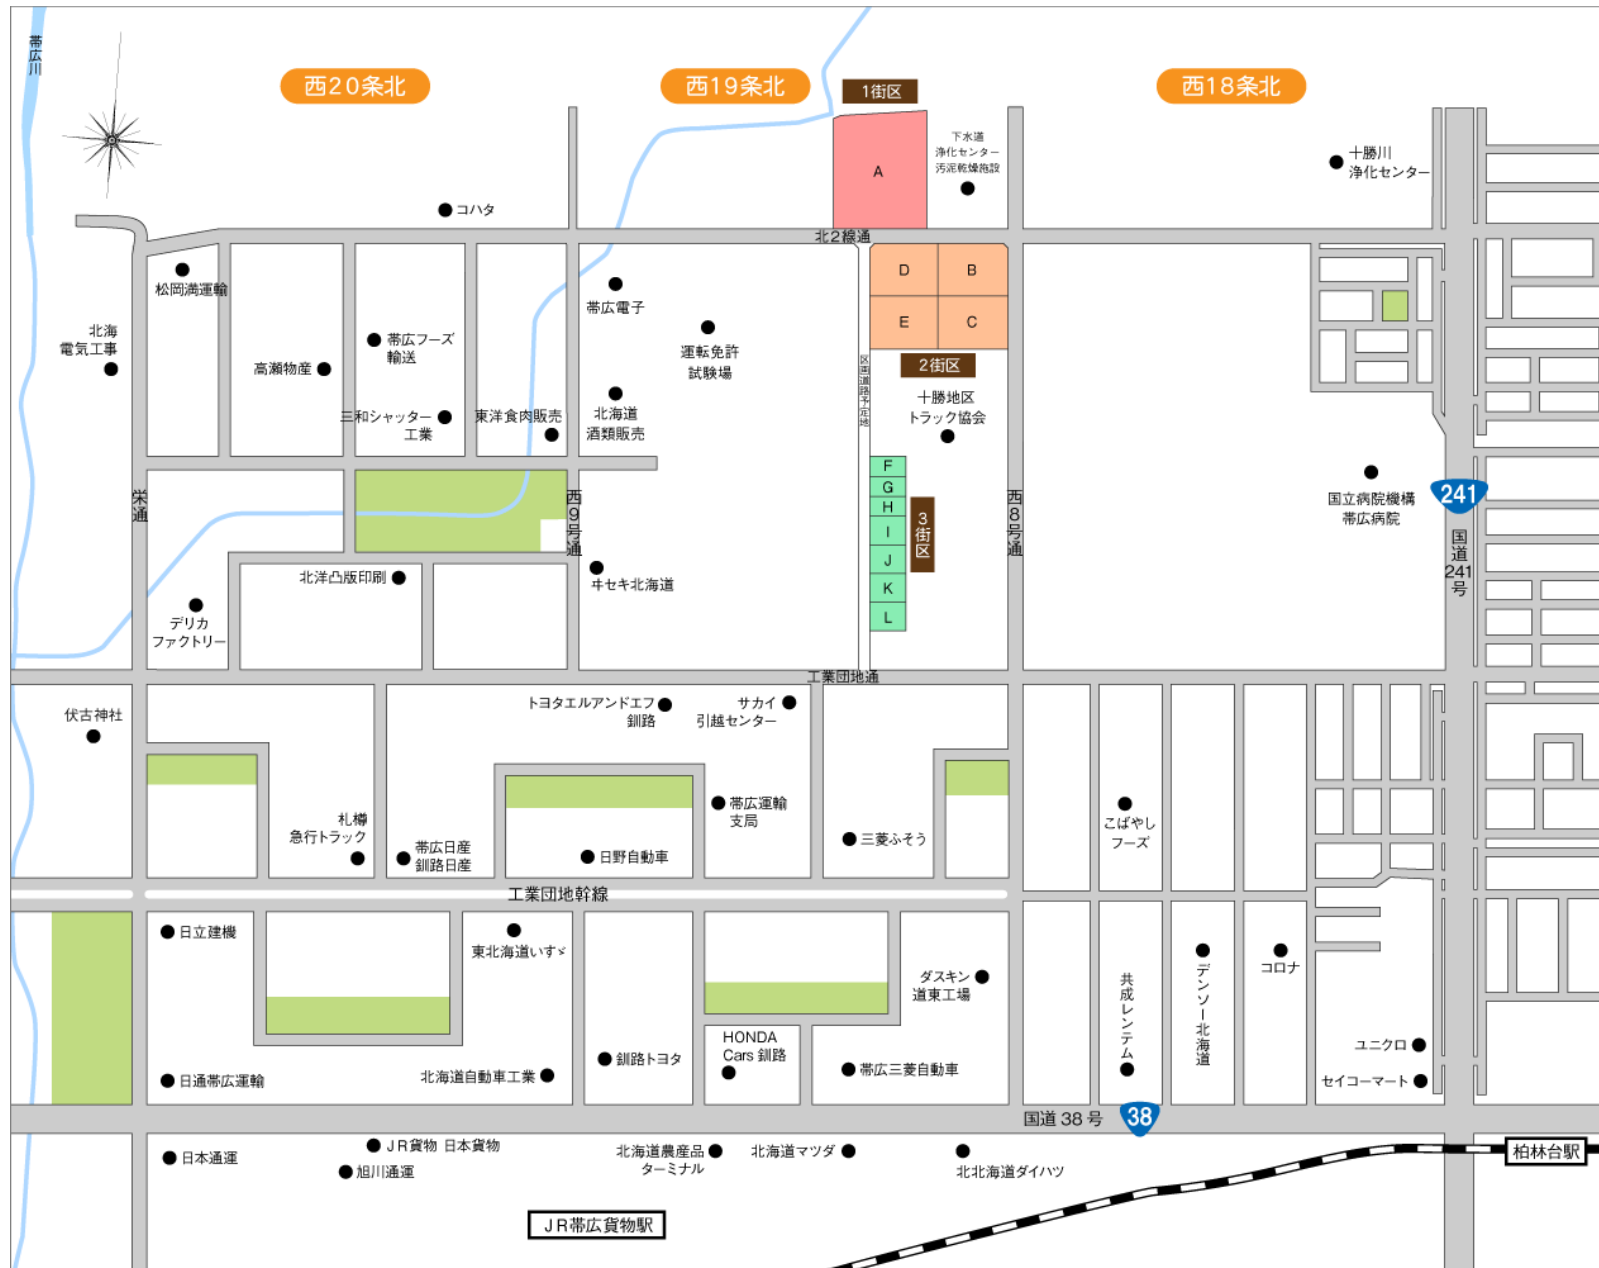 帯広川
西20条北
西19条北
西18条北
1街区
A
下水道
浄化センター
汚泥乾燥施設
十勝川
浄化センター
コハタ
北2線通
松岡満運輸
北海
電気工事
高瀬物産
帯広フーズ
輸送
三和シャッター
工業
東洋食肉販売
帯広電子
運転免許
試験場
北海道
酒類販売
D
B
E
C
2街区
区画道路予定地
十勝地区
トラック協会
F
G
H
I
J
K
L
3街区
栄通
西9号通
西8号通
国立病院機構
帯広病院
241
国道241号
北洋凸版印刷
ヰセキ北海道
デリカ
ファクトリー
工業団地通
伏古神社
トヨタエルアンドエフ
釧路
サカイ
引越センター
札樽
急行トラック
帯広日産
釧路日産
日野自動車
帯広運輸
支局
三菱ふそう
こばやし
フーズ
工業団地幹線
日立建機
東北海道いすゞ
ダスキン
道東工場
共成レンテム
デンソー北海道
コロナ
HONDA
Cars 釧路
釧路トヨタ
帯広三菱自動車
ユニクロ
セイコーマート
日通帯広運輸
北海道自動車工業
国道 38 号
38
日本通運
JR貨物 日本貨物
旭川通運
北海道農産品
ターミナル
北海道マツダ
北北海道ダイハツ
柏林台駅
JR帯広貨物駅